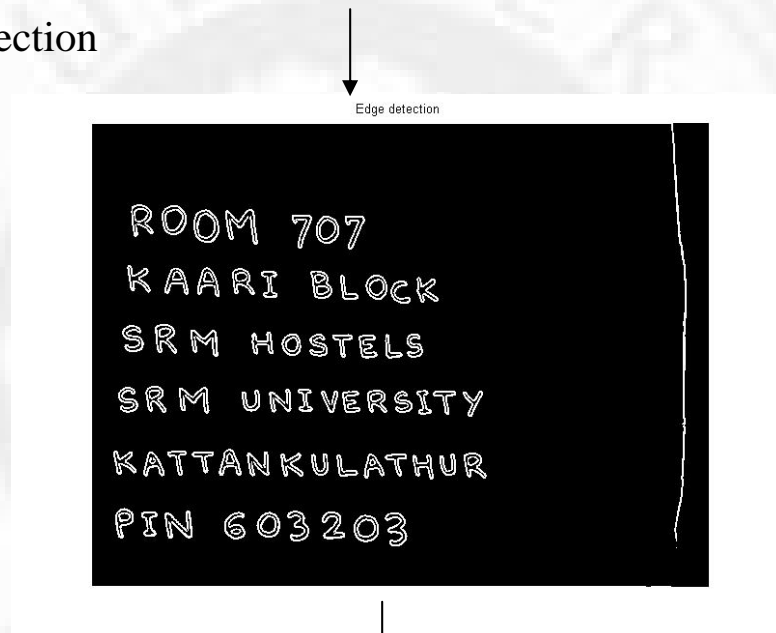 ection
Edge detection
ROOM 707
KAARI BLOCK
SRM HOSTELS
SRM UNIVERSITY
KATTANKULATHUR
PIN 603203